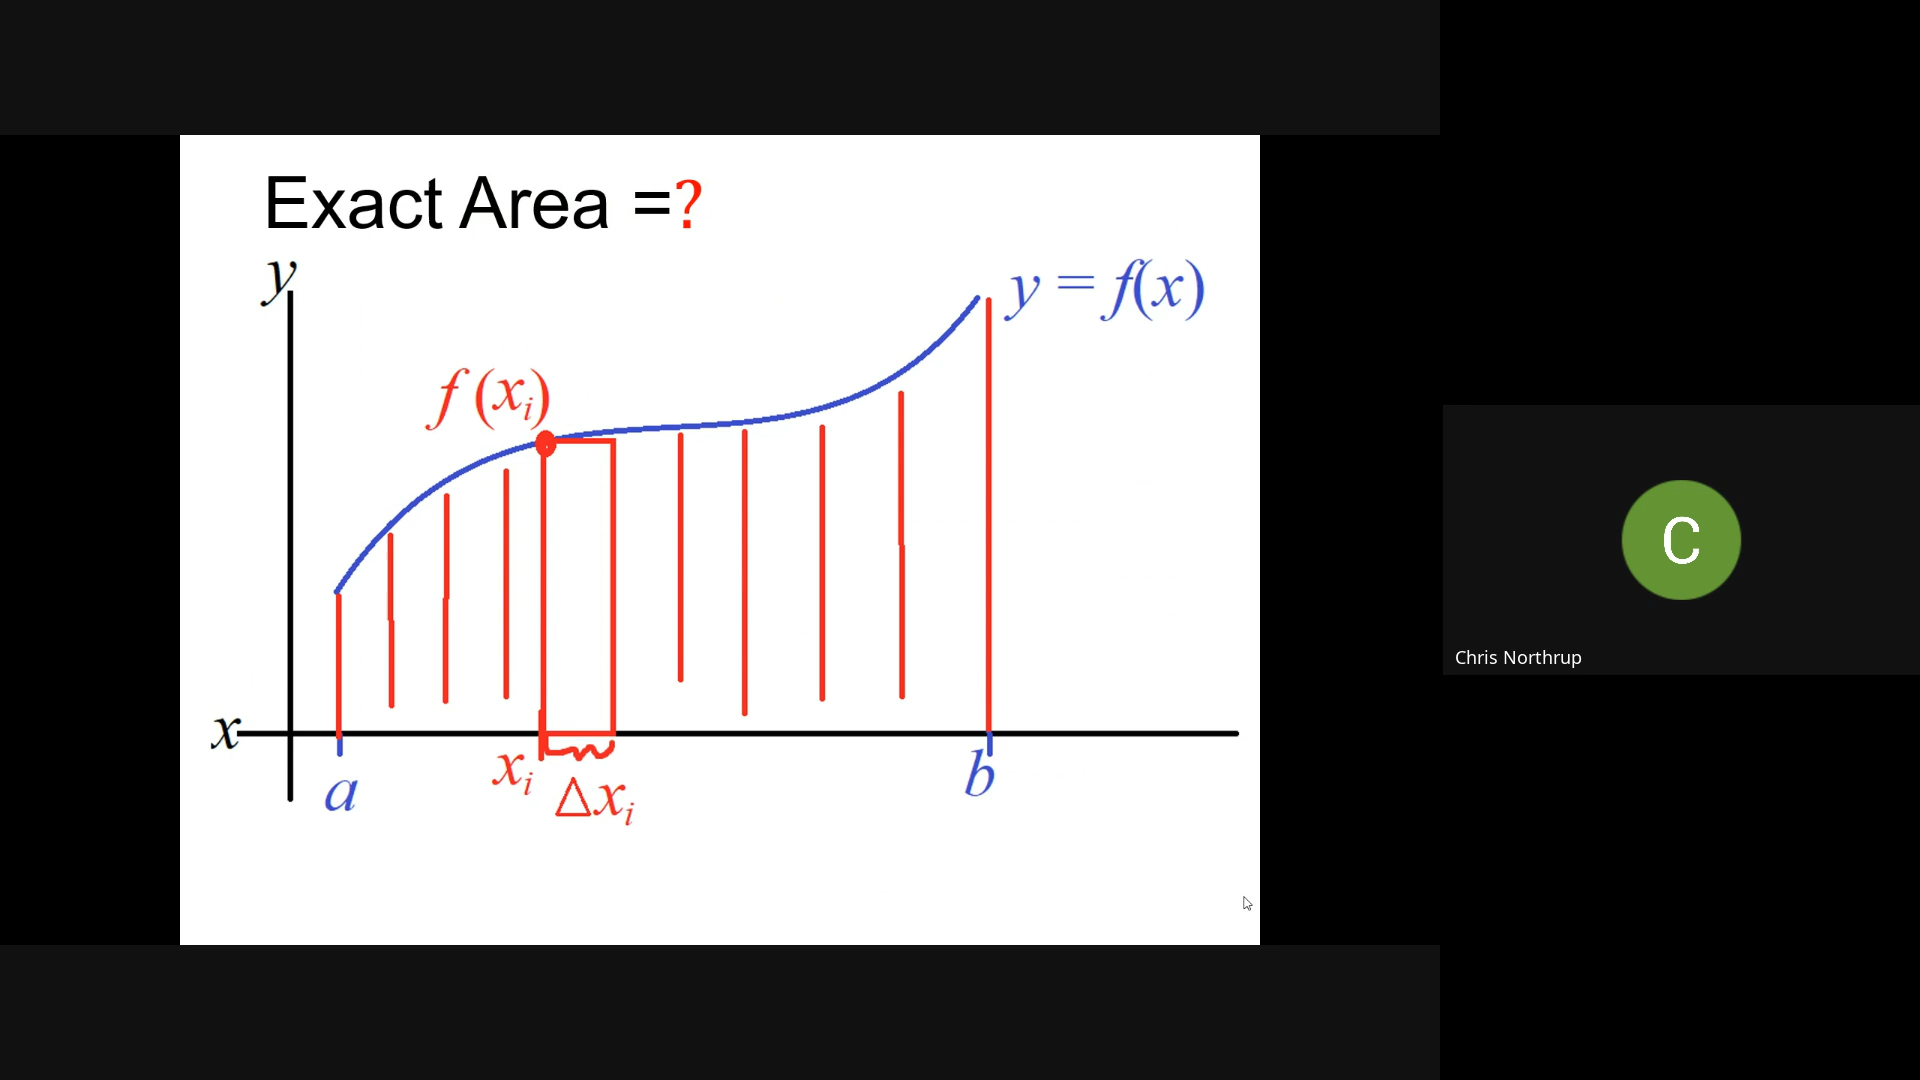 Exact Area =?
y
y = f(x)
f (xᵢ)
x
a
xᵢ
Δxᵢ
b
C
Chris Northrup